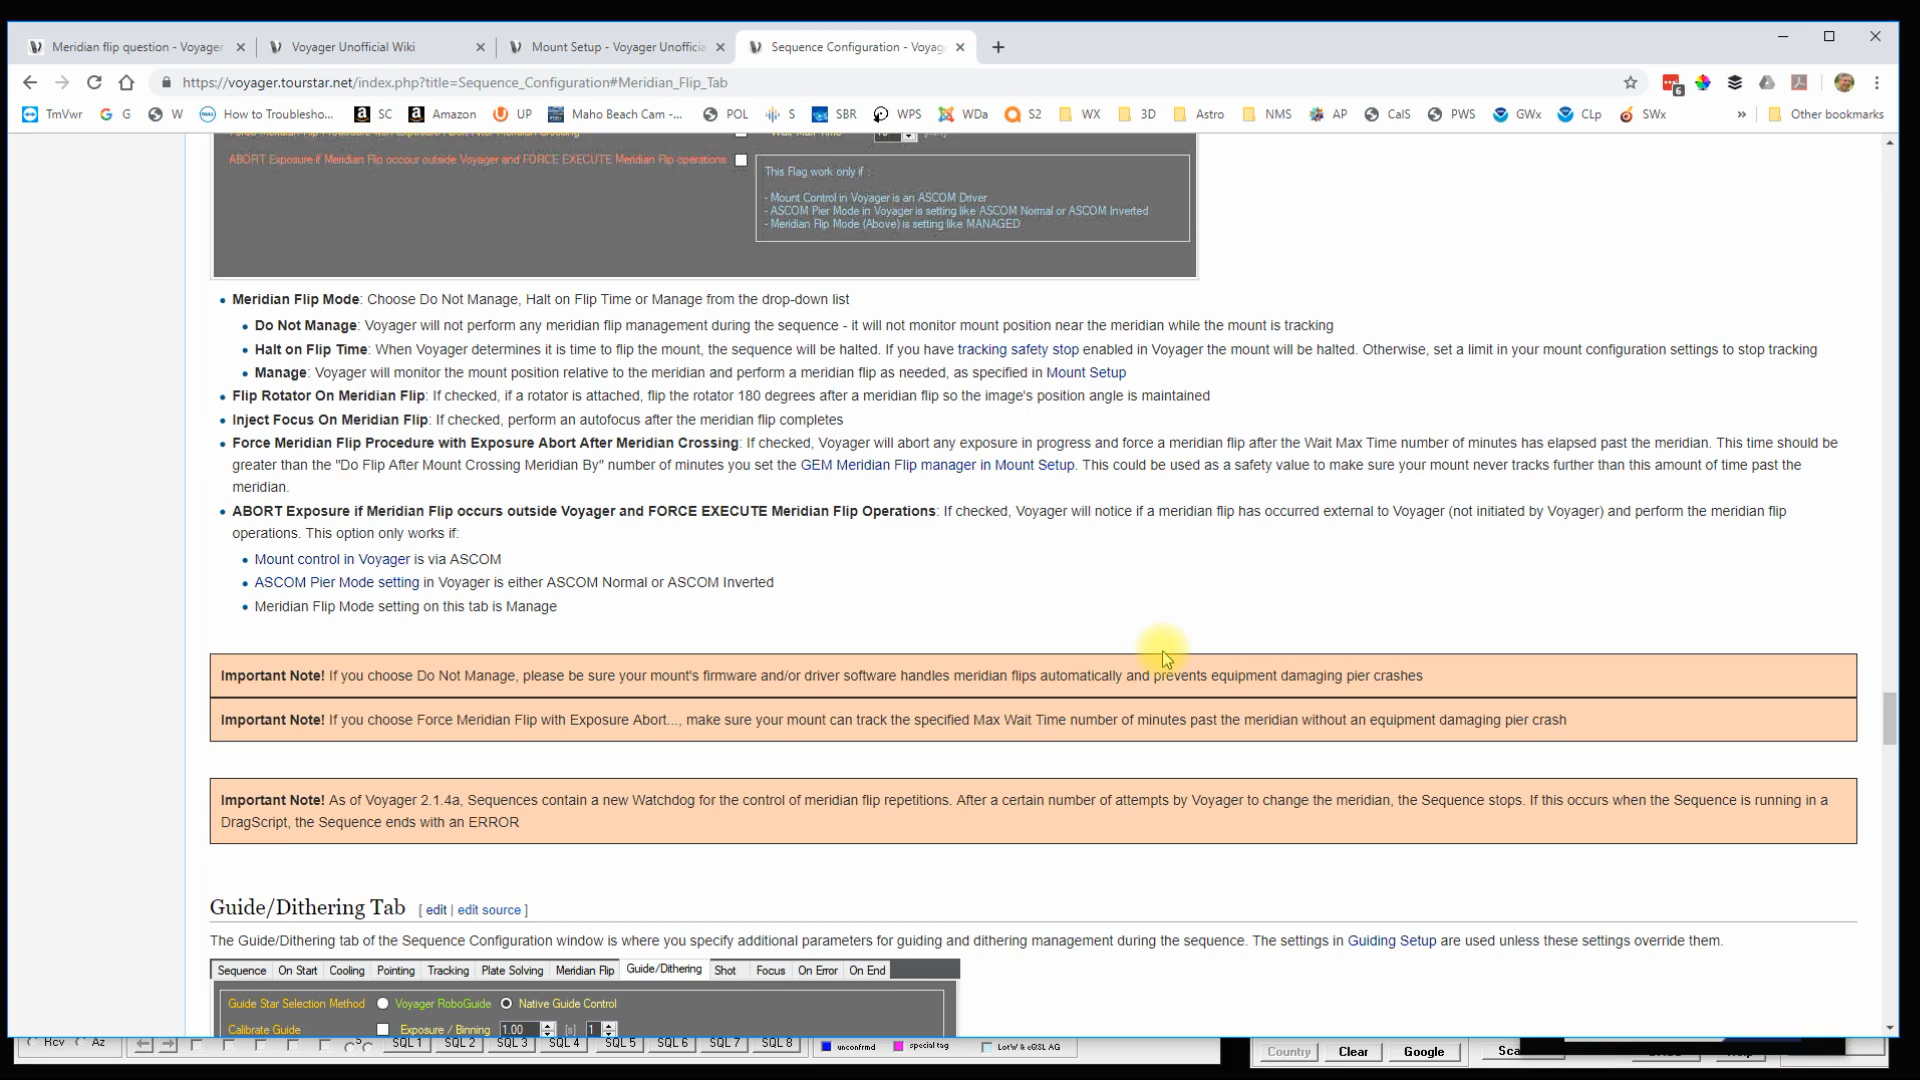 Meridian flip question - Voyager
Voyager Unofficial Wiki
Mount Setup - Voyager Unofficia
Sequence Configuration - Voyag
https://voyager.tourstar.net/index.php?title=Sequence_Configuration#Meridian_Flip_Tab
6
TmVwr G G W How to Troublesho... SC Amazon UP Maho Beach Cam -... POL S SBR WPS WDa S2 WX 3D Astro NMS AP CalS PWS GWx CLp SWx » Other bookmarks
ABORT Exposure if Meridian Flip occour outside Voyager and FORCE EXECUTE Meridian Flip operations
This Flag work only if :
- Mount Control in Voyager is an ASCOM Driver
- ASCOM Pier Mode in Voyager is setting like ASCOM Normal or ASCOM Inverted
- Meridian Flip Mode (Above) is setting like MANAGED
Meridian Flip Mode: Choose Do Not Manage, Halt on Flip Time or Manage from the drop-down list
Do Not Manage: Voyager will not perform any meridian flip management during the sequence - it will not monitor mount position near the meridian while the mount is tracking
Halt on Flip Time: When Voyager determines it is time to flip the mount, the sequence will be halted. If you have tracking safety stop enabled in Voyager the mount will be halted. Otherwise, set a limit in your mount configuration settings to stop tracking
Manage: Voyager will monitor the mount position relative to the meridian and perform a meridian flip as needed, as specified in Mount Setup
Flip Rotator On Meridian Flip: If checked, if a rotator is attached, flip the rotator 180 degrees after a meridian flip so the image's position angle is maintained
Inject Focus On Meridian Flip: If checked, perform an autofocus after the meridian flip completes
Force Meridian Flip Procedure with Exposure Abort After Meridian Crossing: If checked, Voyager will abort any exposure in progress and force a meridian flip after the Wait Max Time number of minutes has elapsed past the meridian. This time should be
greater than the "Do Flip After Mount Crossing Meridian By" number of minutes you set the GEM Meridian Flip manager in Mount Setup. This could be used as a safety value to make sure your mount never tracks further than this amount of time past the
meridian.
ABORT Exposure if Meridian Flip occurs outside Voyager and FORCE EXECUTE Meridian Flip Operations: If checked, Voyager will notice if a meridian flip has occurred external to Voyager (not initiated by Voyager) and perform the meridian flip
operations. This option only works if:
Mount control in Voyager is via ASCOM
ASCOM Pier Mode setting in Voyager is either ASCOM Normal or ASCOM Inverted
Meridian Flip Mode setting on this tab is Manage
Important Note! If you choose Do Not Manage, please be sure your mount's firmware and/or driver software handles meridian flips automatically and prevents equipment damaging pier crashes
Important Note! If you choose Force Meridian Flip with Exposure Abort..., make sure your mount can track the specified Max Wait Time number of minutes past the meridian without an equipment damaging pier crash
Important Note! As of Voyager 2.1.4a, Sequences contain a new Watchdog for the control of meridian flip repetitions. After a certain number of attempts by Voyager to change the meridian, the Sequence stops. If this occurs when the Sequence is running in a
DragScript, the Sequence ends with an ERROR
Guide/Dithering Tab [ edit | edit source ]
The Guide/Dithering tab of the Sequence Configuration window is where you specify additional parameters for guiding and dithering management during the sequence. The settings in Guiding Setup are used unless these settings override them.
Sequence On Start Cooling Pointing Tracking Plate Solving Meridian Flip Guide/Dithering Shot Focus On Error On End
Guide Star Selection Method Voyager RoboGuide Native Guide Control
Calibrate Guide Exposure / Binning 1.00 [s] 1
Hcv Az SQL 1 SQL 2 SQL 3 SQL 4 SQL 5 SQL 6 SQL 7 SQL 8 unconfrmd special tag LotW & eQSL AG Country Clear Google